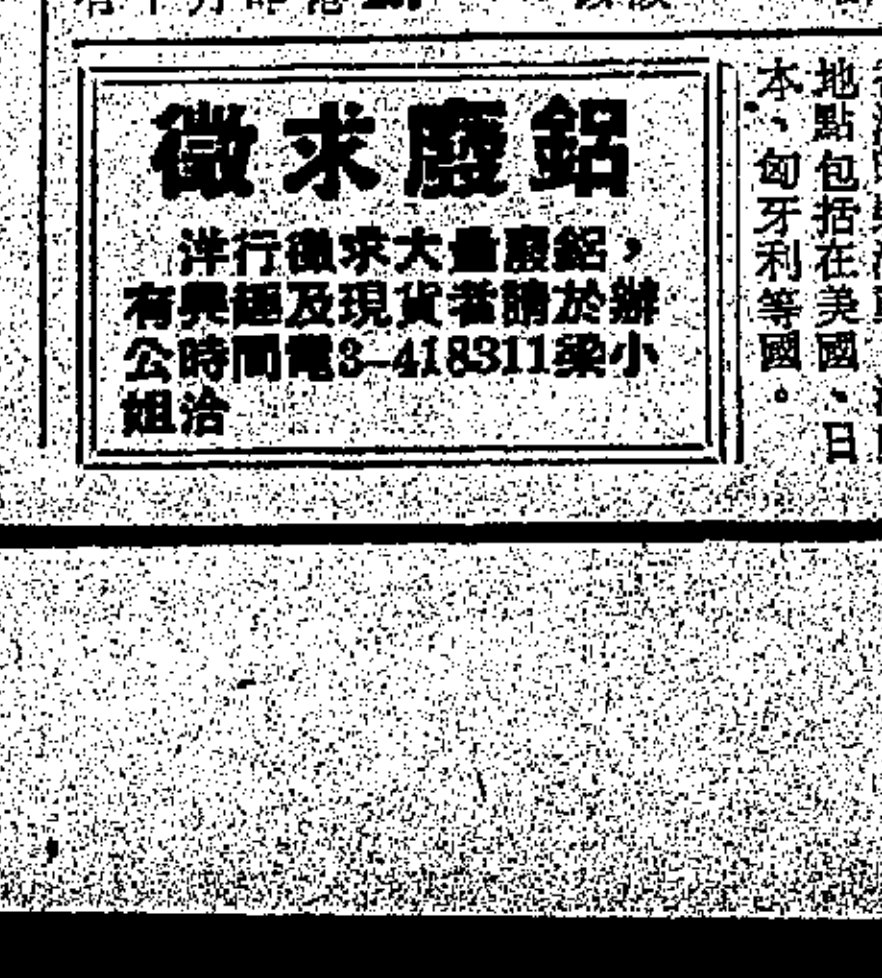 徵求廢鋁
洋行徵求大量廢鋁，
有興趣及現貨者請於辦
公時間電3-418311梁小
姐洽
地點包括在美國、日
本、匈牙利等國。